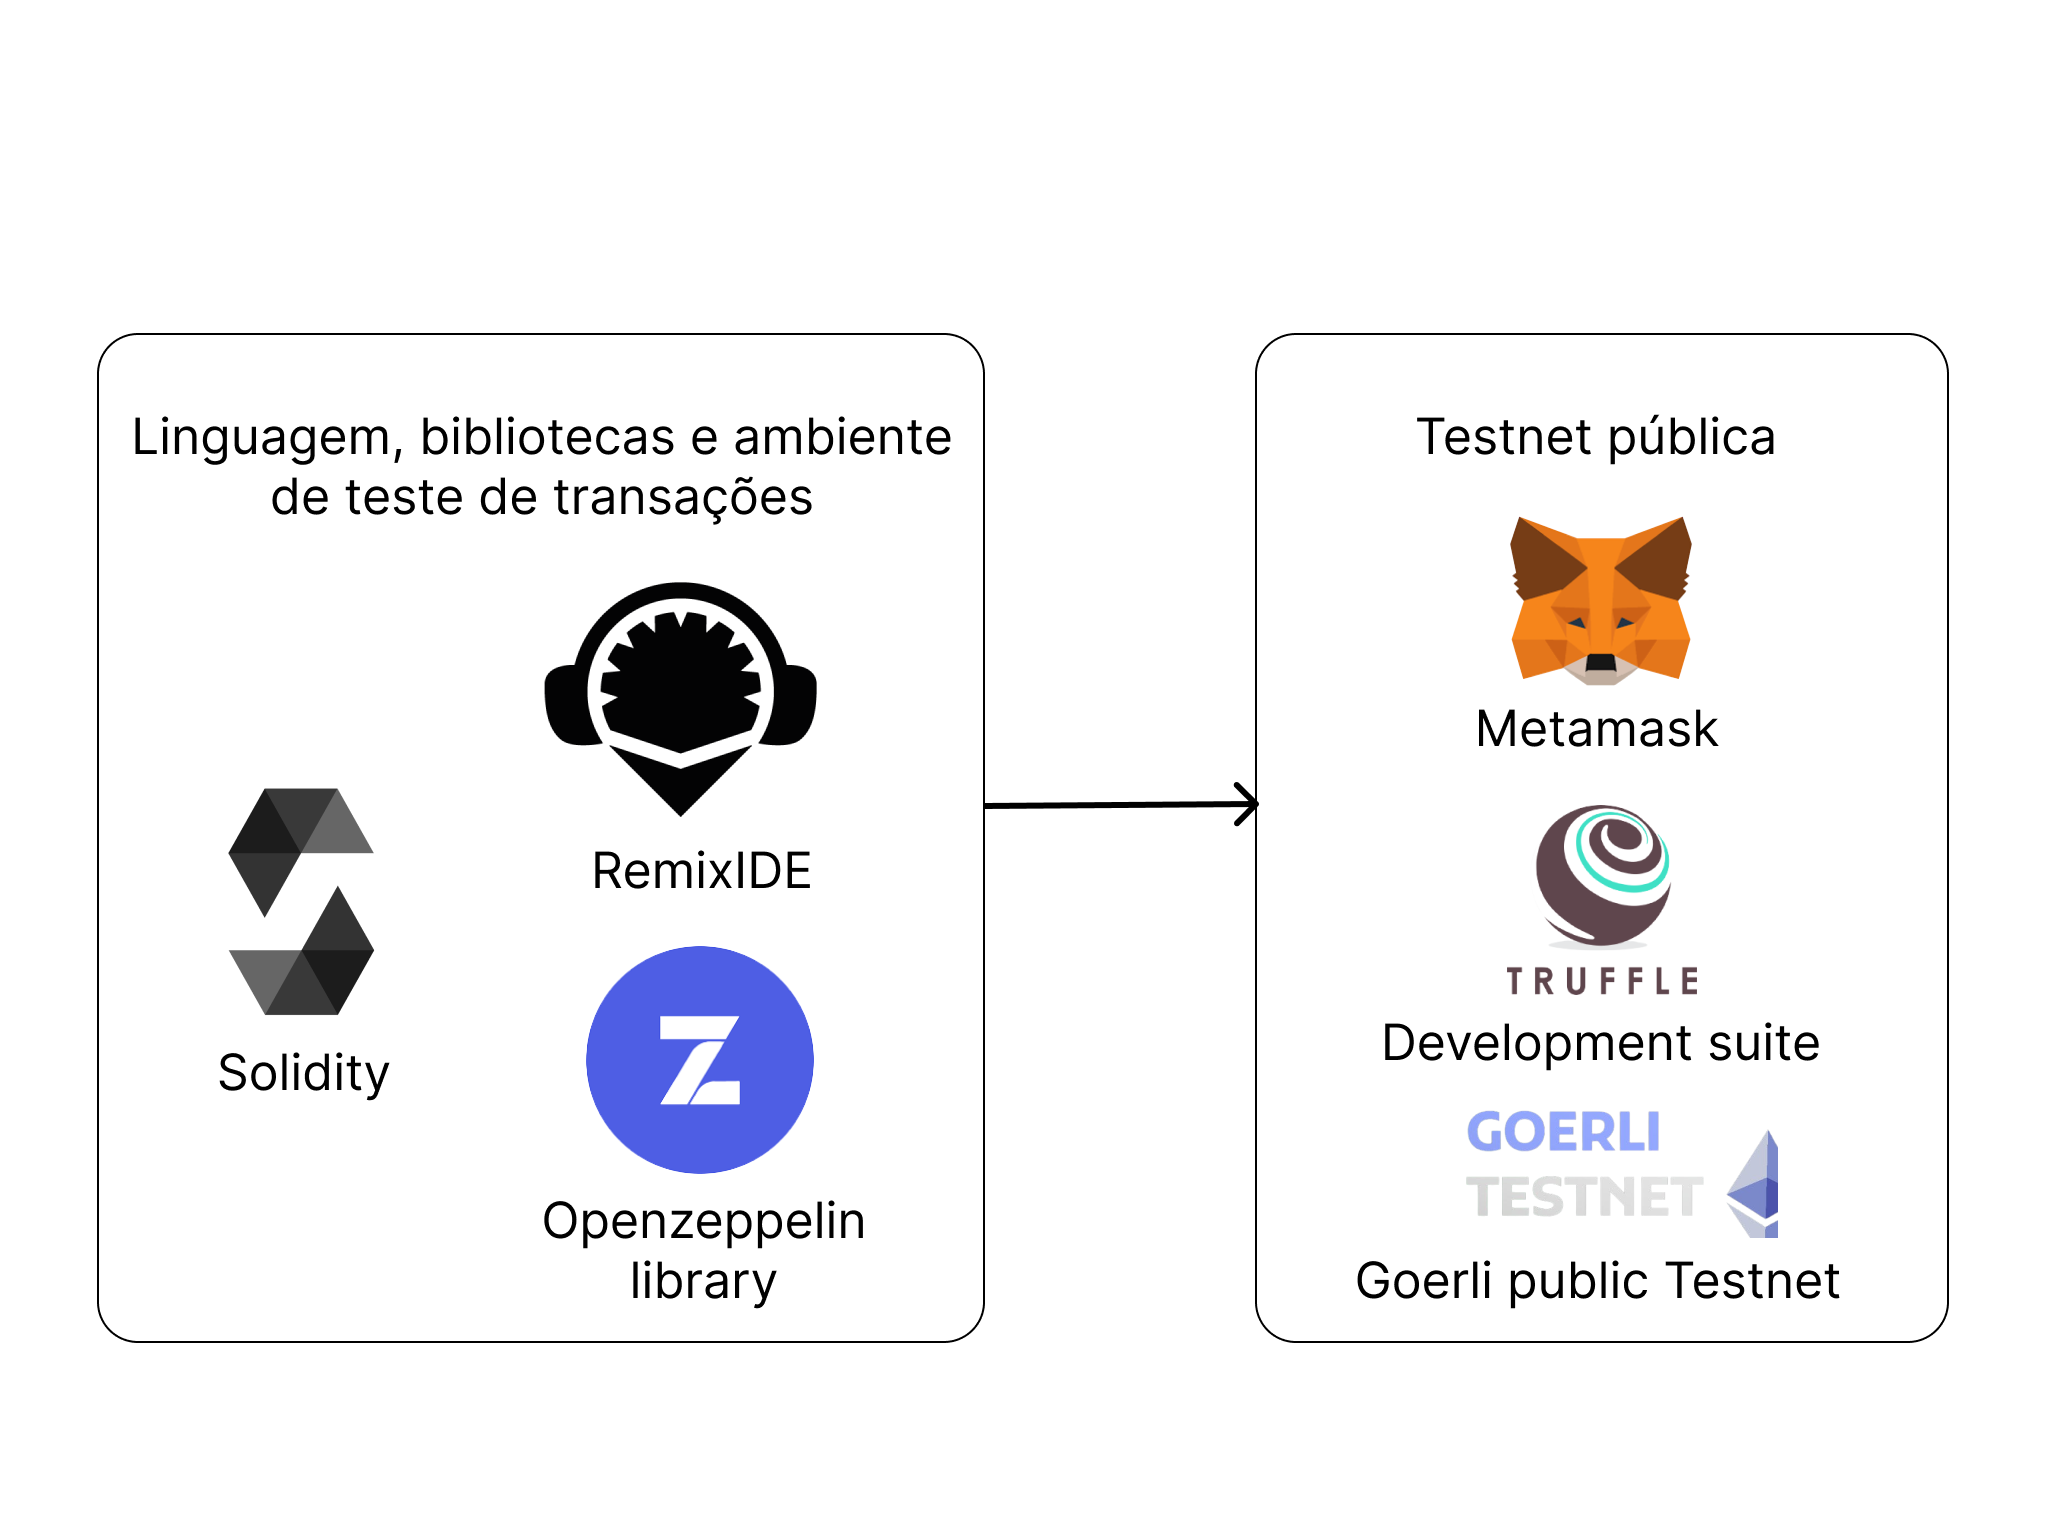 Linguagem, bibliotecas e ambiente
de teste de transações
RemixIDE
Solidity
Openzeppelin
library
Testnet pública
Metamask
TRUFFLE
Development suite
GOERLI
TESTNET
Goerli public Testnet